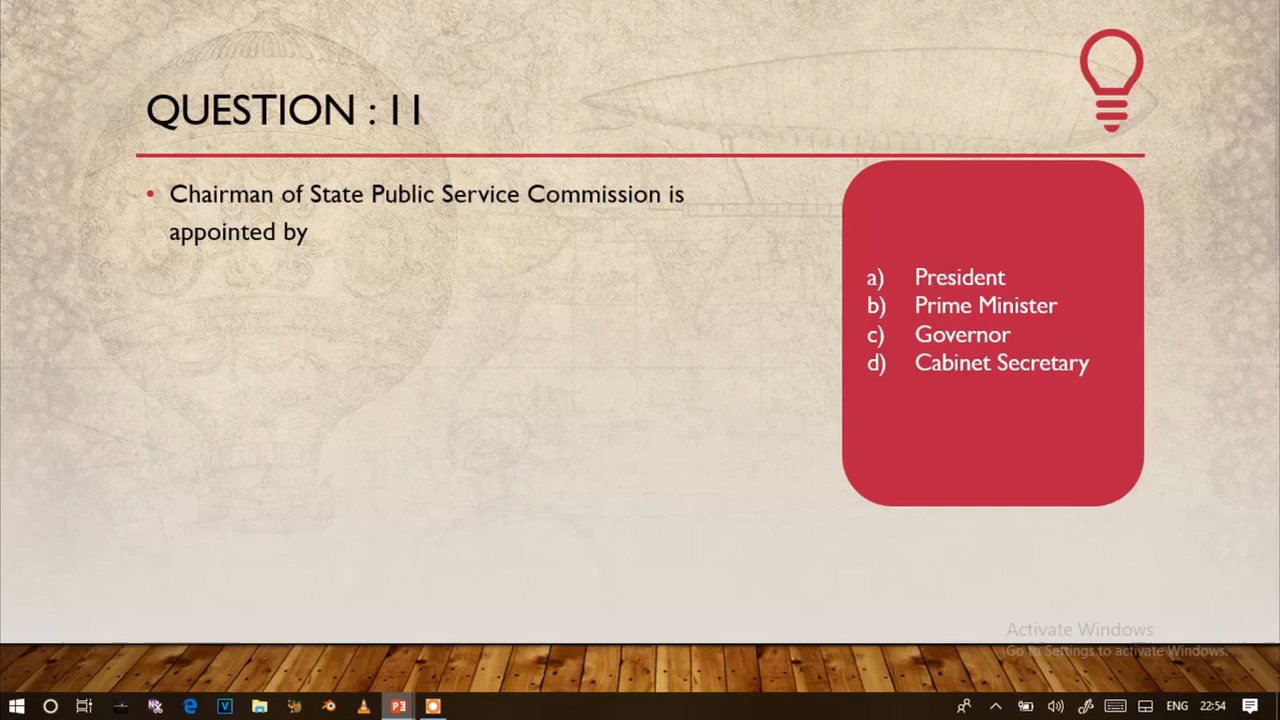 QUESTION : 11
• Chairman of State Public Service Commission is
appointed by
a) President
b) Prime Minister
c) Governor
d) Cabinet Secretary
Activate Windows
Go to Settings to activate Windows.
ENG 22:54